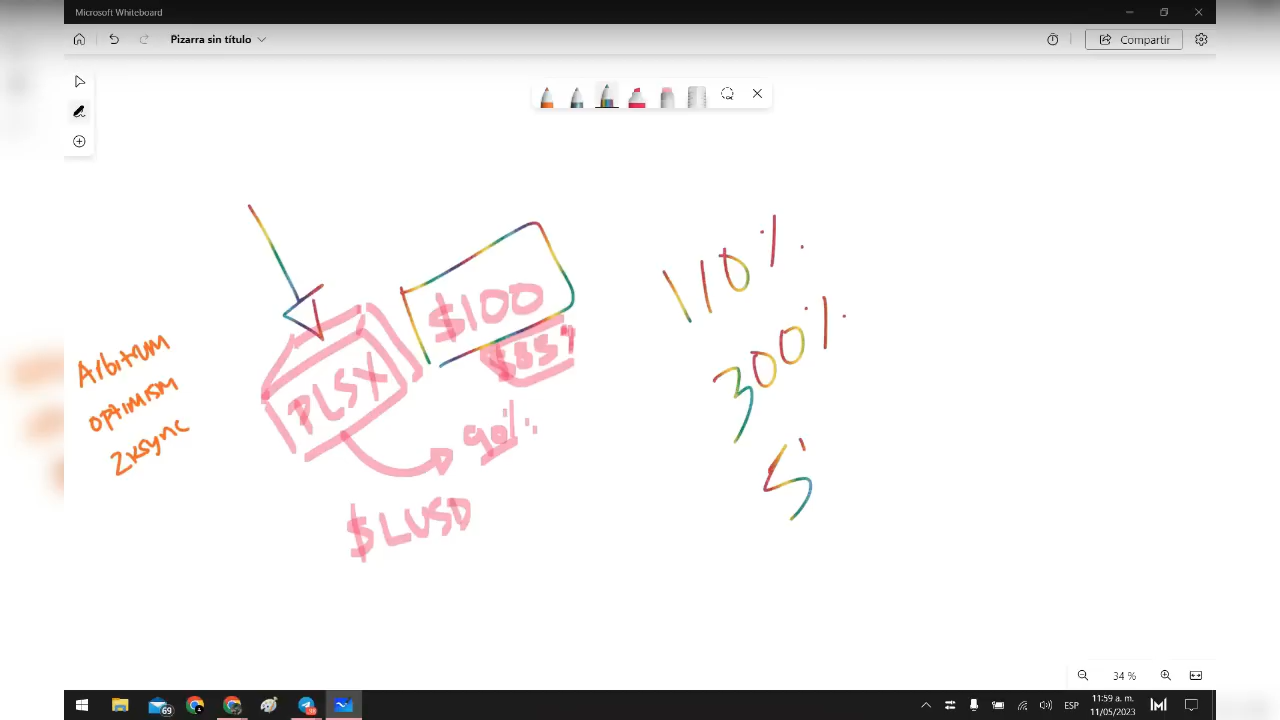 Microsoft Whiteboard
Pizarra sin título
Compartir
110%
$100
300%
Arbitrum
optimism
zksync
PLSX
90%
5
$LUSD
34 %
69
11:59 a. m.
ESP
11/05/2023